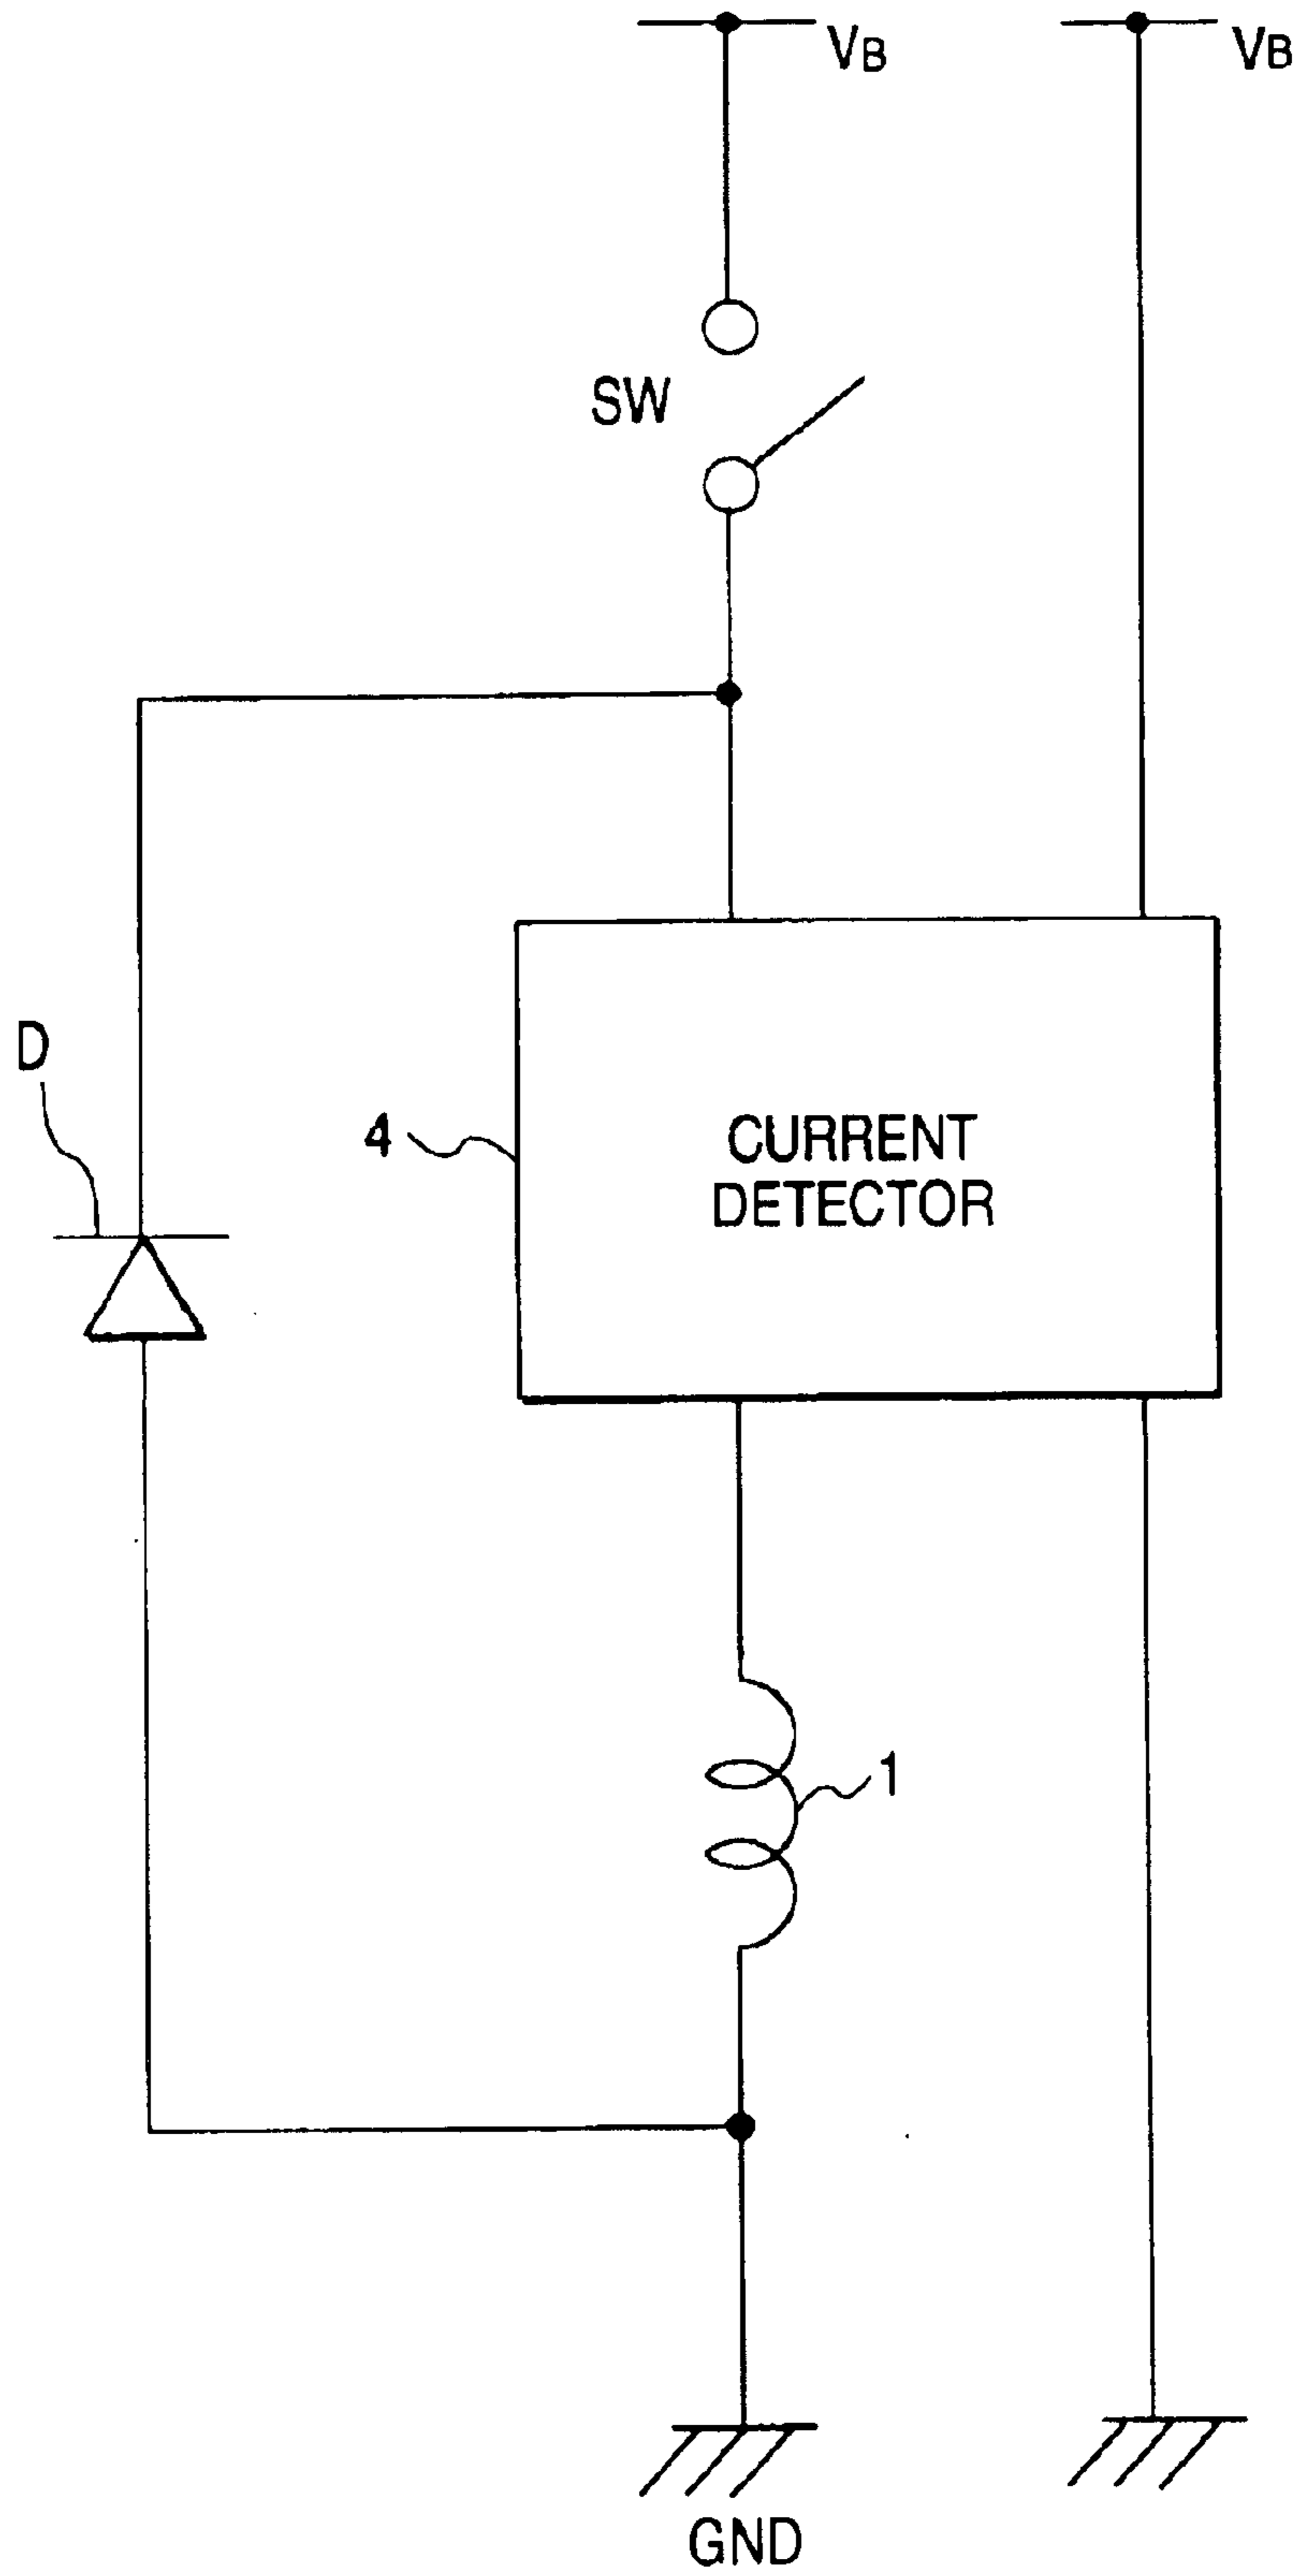 VB
VB
SW
D
4
CURRENT
DETECTOR
1
GND